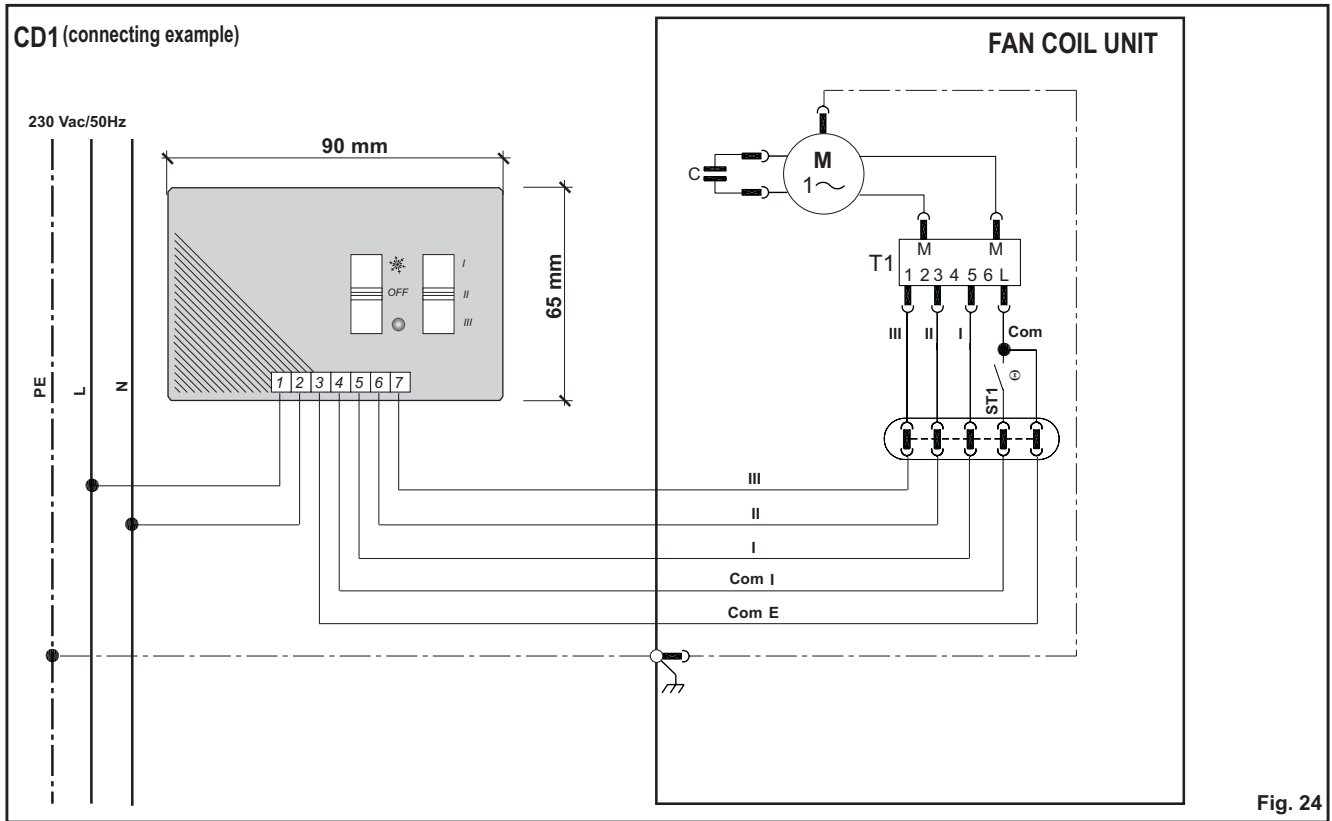 CD1 (connecting example)
FAN COIL UNIT
230 Vac/50Hz
90 mm
65 mm
I
OFF II
III
1 2 3 4 5 6 7
PE
L
N
C
M
1~
M M
T1
1 2 3 4 5 6 L
III II I Com
Θ
ST1
III
II
I
Com I
Com E
Fig. 24